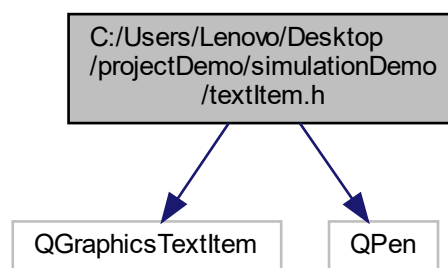 C:/Users/Lenovo/Desktop
/projectDemo/simulationDemo
/textItem.h
QGraphicsTextItem
QPen